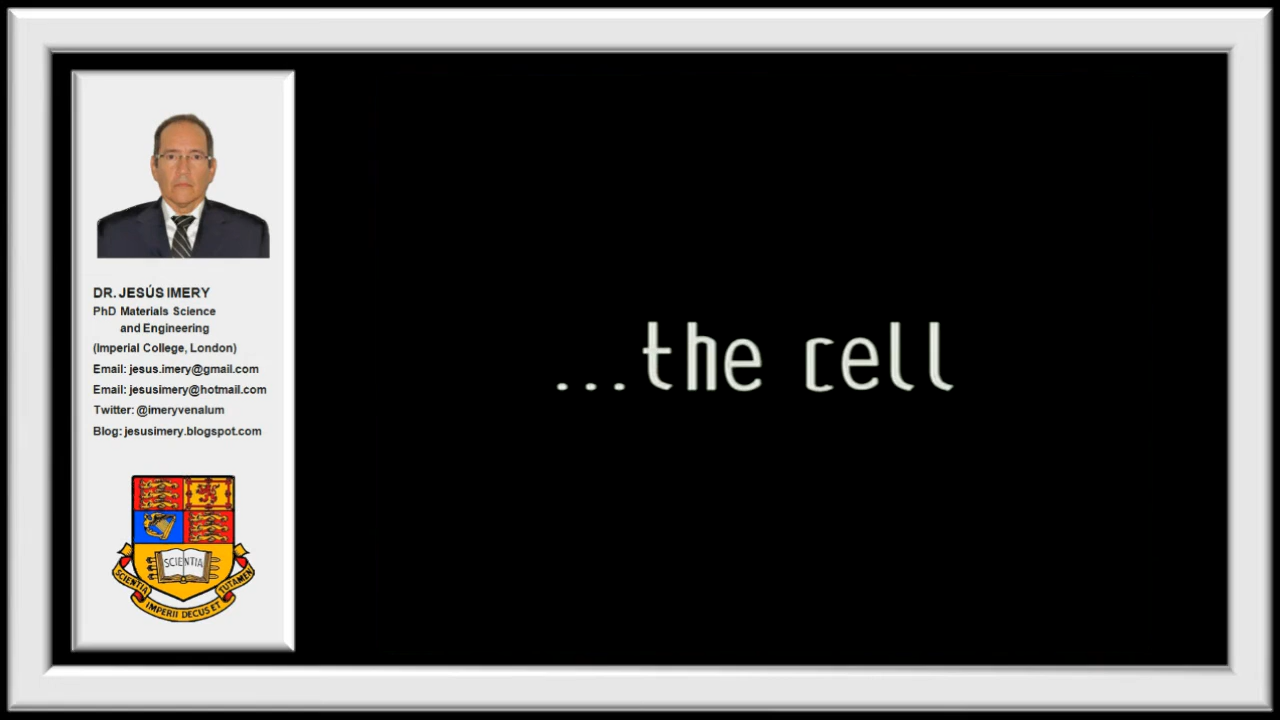 DR. JESÚS IMERY
PhD Materials Science
and Engineering
(Imperial College, London)
Email: jesus.imery@gmail.com
Email: jesusimery@hotmail.com
Twitter: @imeryvenalum
Blog: jesusimery.blogspot.com
SCIENTIA
SCIENTIA
IMPERII DECUS ET
TUTAMEN
...the cell